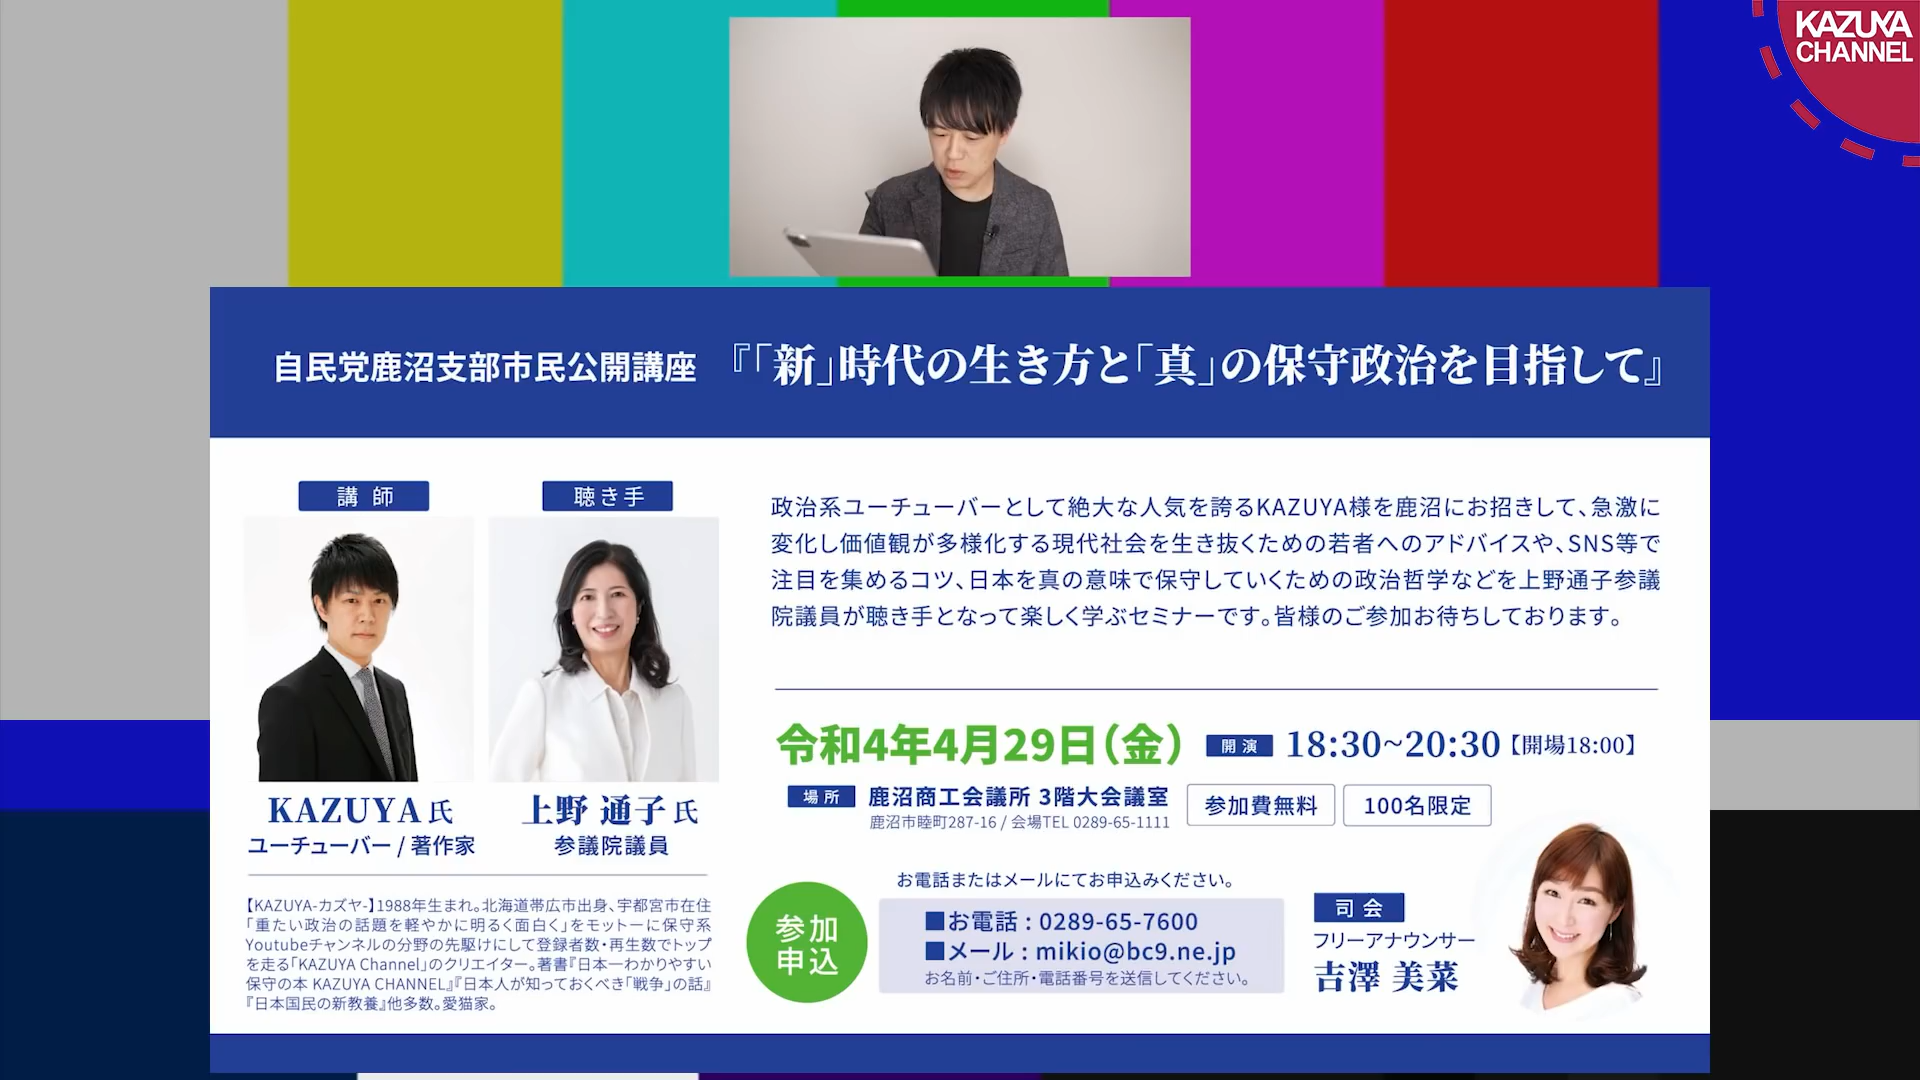 KAZUYA
CHANNEL
自民党鹿沼支部市民公開講座 『「新」時代の生き方と「真」の保守政治を目指して』
講師
聴き手
KAZUYA氏
ユーチューバー / 著作家
上野 通子氏
参議院議員
【KAZUYA-カズヤ-】1988年生まれ。北海道帯広市出身、宇都宮市在住
「重たい政治の話題を軽やかに明るく面白く」をモットーに保守系
Youtubeチャンネルの分野の先駆けにして登録者数・再生数でトップ
を走る「KAZUYA Channel」のクリエイター。著書『日本一わかりやすい
保守の本 KAZUYA CHANNEL』『日本人が知っておくべき「戦争」の話』
『日本国民の新教養』他多数。愛猫家。
政治系ユーチューバーとして絶大な人気を誇るKAZUYA様を鹿沼にお招きして、急激に
変化し価値観が多様化する現代社会を生き抜くための若者へのアドバイスや、SNS等で
注目を集めるコツ、日本を真の意味で保守していくための政治哲学などを上野通子参議
院議員が聴き手となって楽しく学ぶセミナーです。皆様のご参加お待ちしております。
令和4年4月29日（金） 開演 18:30~20:30【開場18:00】
場所 鹿沼商工会議所 3階大会議室 参加費無料 100名限定
鹿沼市睦町287-16 / 会場TEL 0289-65-1111
お電話またはメールにてお申込みください。
参加
申込
■お電話 : 0289-65-7600
■メール : mikio@bc9.ne.jp
お名前・ご住所・電話番号を送信してください。
司会
フリーアナウンサー
吉澤 美菜